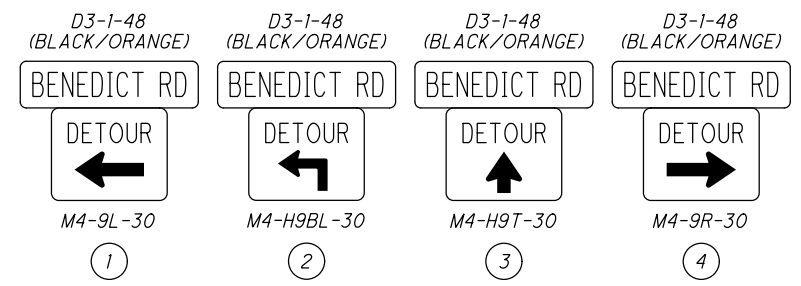 D3-1-48
(BLACK/ORANGE)
BENEDICT RD
DETOUR
M4-9L-30
1
D3-1-48
(BLACK/ORANGE)
BENEDICT RD
DETOUR
M4-H9BL-30
2
D3-1-48
(BLACK/ORANGE)
BENEDICT RD
DETOUR
M4-H9T-30
3
D3-1-48
(BLACK/ORANGE)
BENEDICT RD
DETOUR
M4-9R-30
4